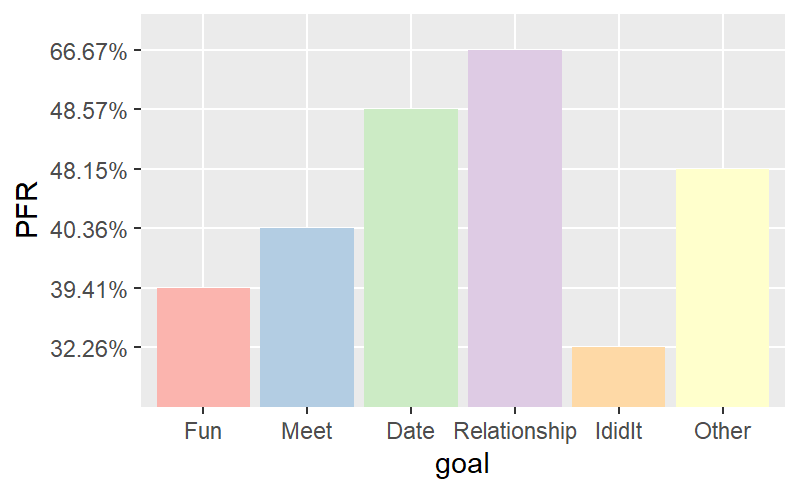 PFR
66.67%
48.57%
48.15%
40.36%
39.41%
32.26%
Fun Meet Date Relationship IdidIt Other
goal